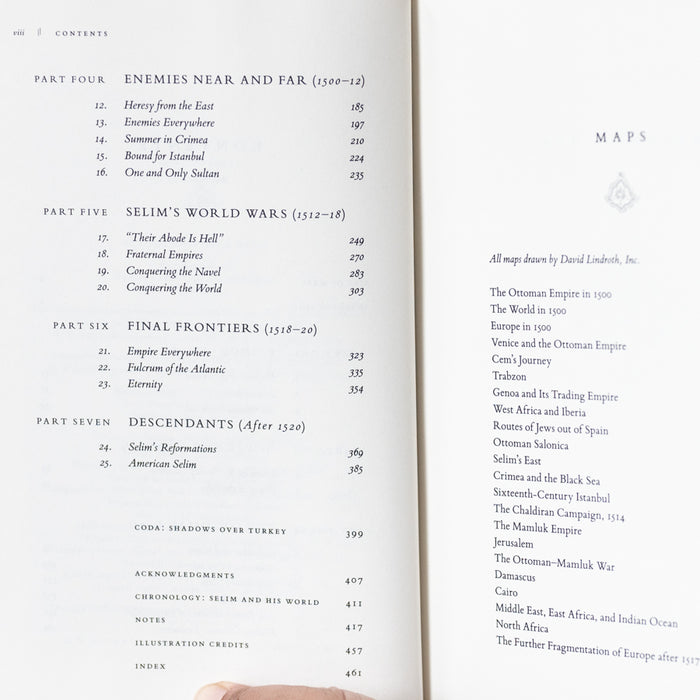 viii || CONTENTS
PART FOUR ENEMIES NEAR AND FAR (1500–12)
12. Heresy from the East 185
13. Enemies Everywhere 197
14. Summer in Crimea 210
15. Bound for Istanbul 224
16. One and Only Sultan 235
PART FIVE SELIM'S WORLD WARS (1512–18)
17. "Their Abode Is Hell" 249
18. Fraternal Empires 270
19. Conquering the Navel 283
20. Conquering the World 303
PART SIX FINAL FRONTIERS (1518–20)
21. Empire Everywhere 323
22. Fulcrum of the Atlantic 335
23. Eternity 354
PART SEVEN DESCENDANTS (After 1520)
24. Selim's Reformations 369
25. American Selim 385
CODA: SHADOWS OVER TURKEY 399
ACKNOWLEDGMENTS 407
CHRONOLOGY: SELIM AND HIS WORLD 411
NOTES 417
ILLUSTRATION CREDITS 457
INDEX 461
MAPS
All maps drawn by David Lindroth, Inc.
The Ottoman Empire in 1500
The World in 1500
Europe in 1500
Venice and the Ottoman Empire
Cem's Journey
Trabzon
Genoa and Its Trading Empire
West Africa and Iberia
Routes of Jews out of Spain
Ottoman Salonica
Selim's East
Crimea and the Black Sea
Sixteenth-Century Istanbul
The Chaldiran Campaign, 1514
The Mamluk Empire
Jerusalem
The Ottoman–Mamluk War
Damascus
Cairo
Middle East, East Africa, and Indian Ocean
North Africa
The Further Fragmentation of Europe after 1517